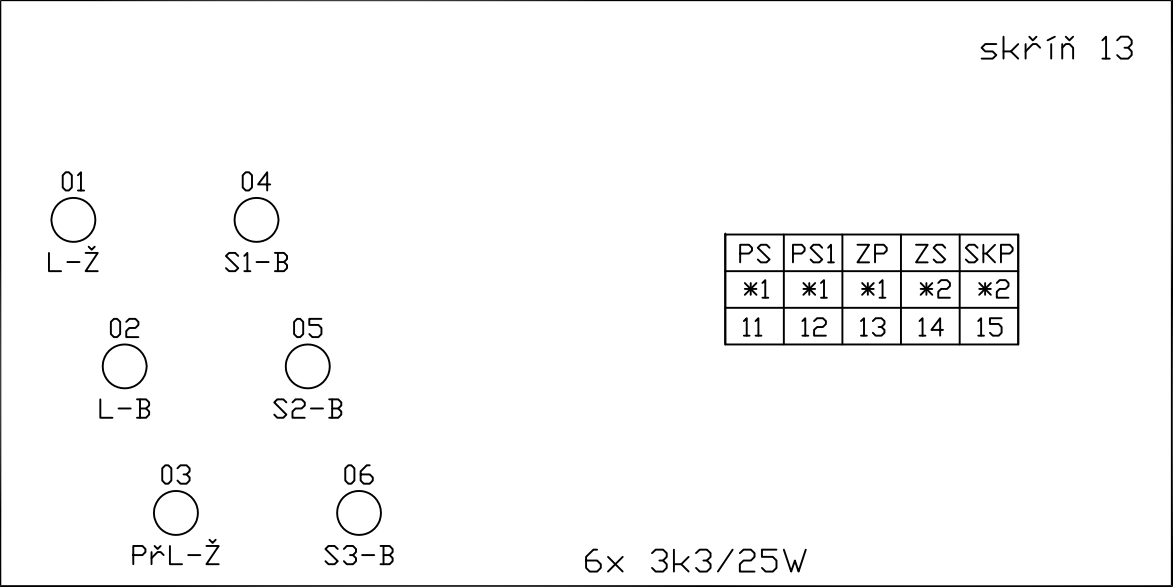 skříň 13
01 04
L-Ž S1-B
PS PS1 ZP ZS SKP
*1 *1 *1 *2 *2
11 12 13 14 15
02 05
L-B S2-B
03 06
PřL-Ž S3-B
6x 3k3/25W